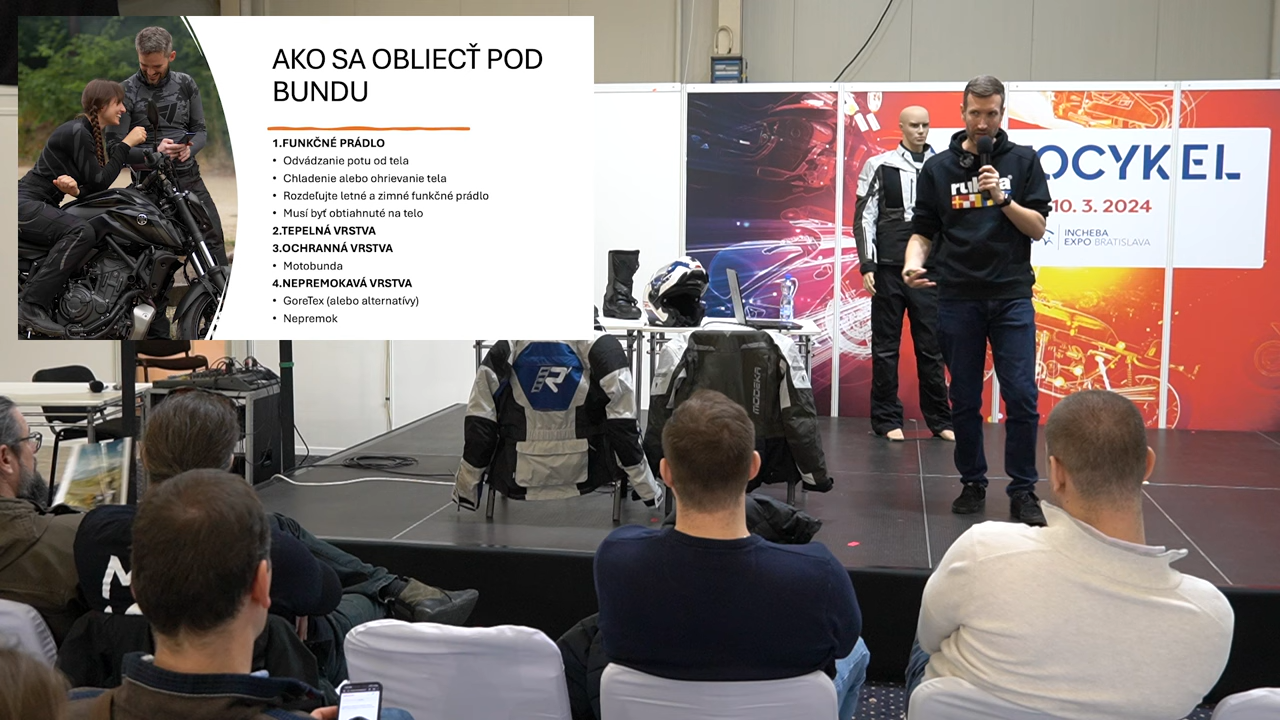 AKO SA OBLIECŤ POD
BUNDU
1.FUNKČNÉ PRÁDLO
• Odvádzanie potu od tela
• Chladenie alebo ohrievanie tela
• Rozdeľujte letné a zimné funkčné prádlo
• Musí byť obtiahnuté na telo
2.TEPELNÁ VRSTVA
3.OCHRANNÁ VRSTVA
• Motobunda
4.NEPREMOKAVÁ VRSTVA
• GoreTex (alebo alternatívy)
• Nepremok
OCYKEL
10. 3. 2024
INCHEBA
EXPO BRATISLAVA
R
MODEKA
M